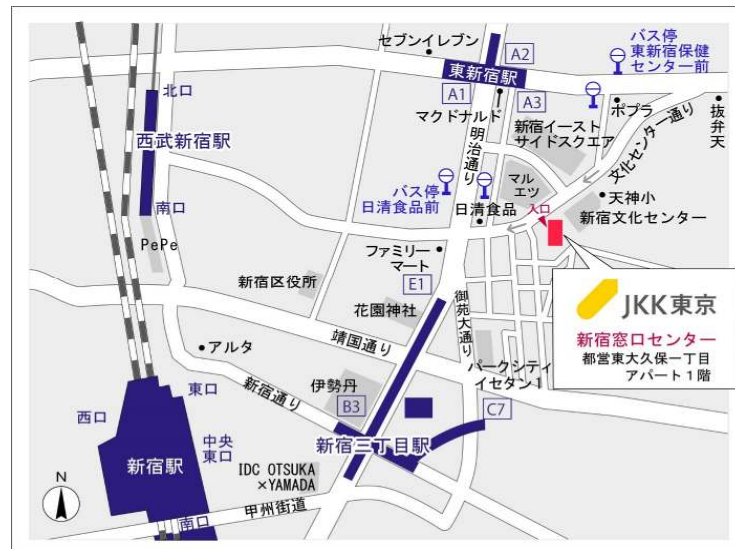 セブンイレブン
A2
バス停
東新宿保健
センター前
東新宿駅
A1
A3
マクドナルド
ポプラ
抜弁天
北口
西武新宿駅
南口
PePe
明治通り
新宿イースト
サイドスクエア
文化センター通り
バス停
日清食品前
マル
エツ
日清食品
入口
天神小
新宿文化センター
ファミリー
マート
E1
新宿区役所
花園神社
御苑大通り
靖国通り
JKK東京
新宿窓口センター
都営東大久保一丁目
アパート1階
アルタ
新宿通り
伊勢丹
B3
パークシティ
イセタン1
C7
東口
西口
中央
東口
新宿駅
新宿三丁目駅
IDC OTSUKA
×YAMADA
N
南口
甲州街道